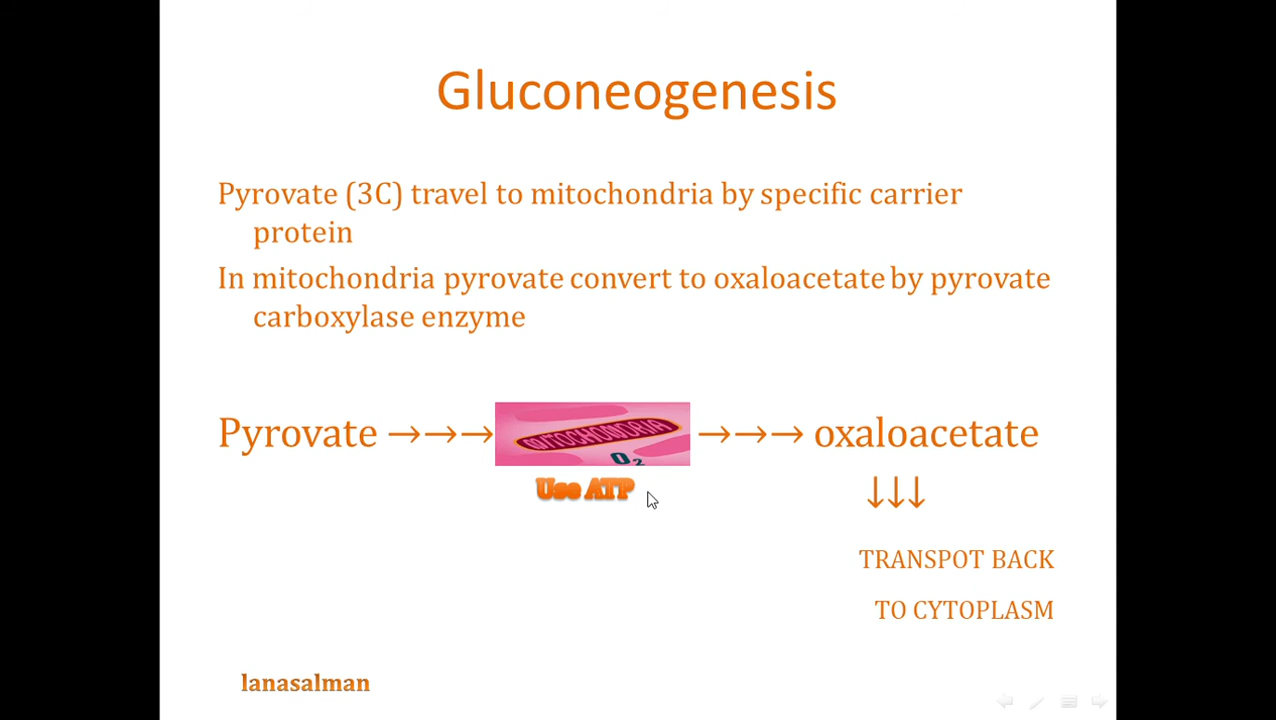 Gluconeogenesis
Pyrovate (3C) travel to mitochondria by specific carrier
protein
In mitochondria pyrovate convert to oxaloacetate by pyrovate
carboxylase enzyme
Pyrovate →→→ MITOCHONDRIA →→→ oxaloacetate
O2
Use ATP
↓↓↓
TRANSPOT BACK
TO CYTOPLASM
lanasalman